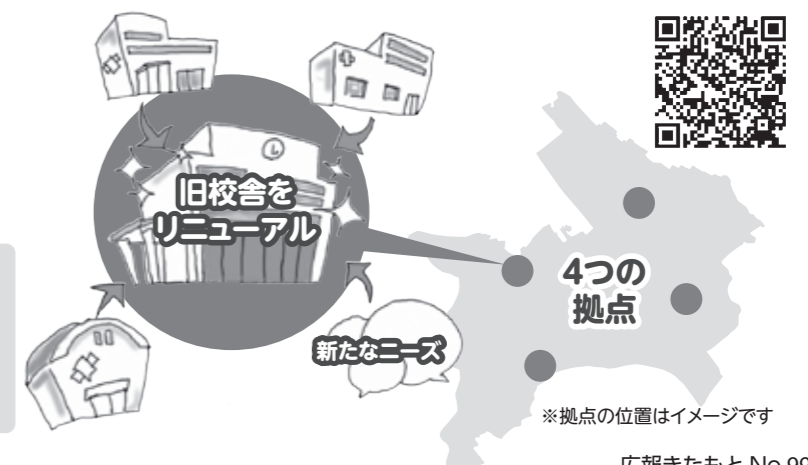 旧校舎を
リニューアル
4つの
拠点
新たなニーズ
※拠点の位置はイメージです